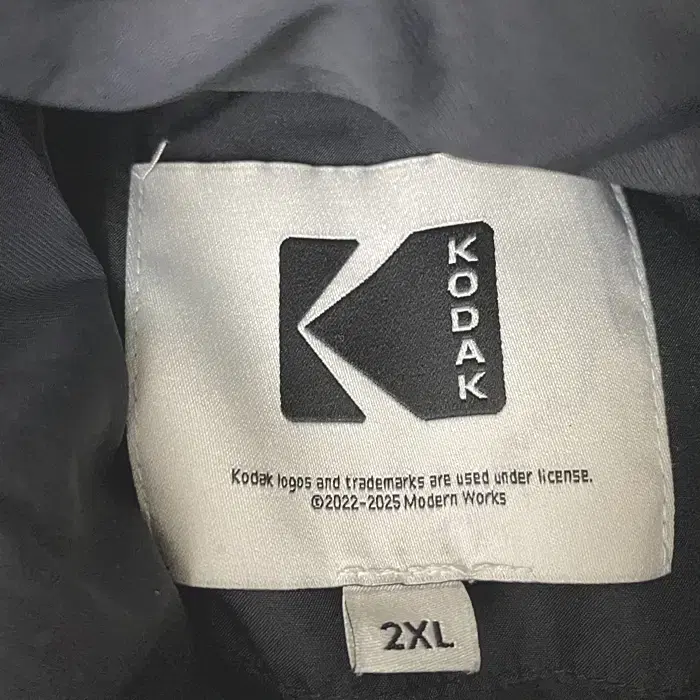 KODAK
Kodak logos and trademarks are used under license.
©2022-2025 Modern Works
2XL